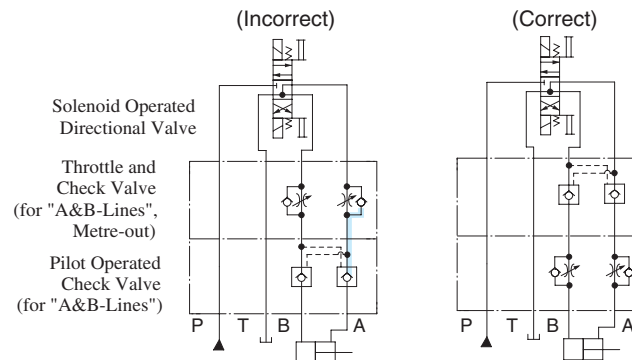 (Incorrect)
(Correct)
Solenoid Operated
Directional Valve
Throttle and
Check Valve
(for "A&B-Lines",
Metre-out)
Pilot Operated
Check Valve
(for "A&B-Lines")
P T B A
P T B A